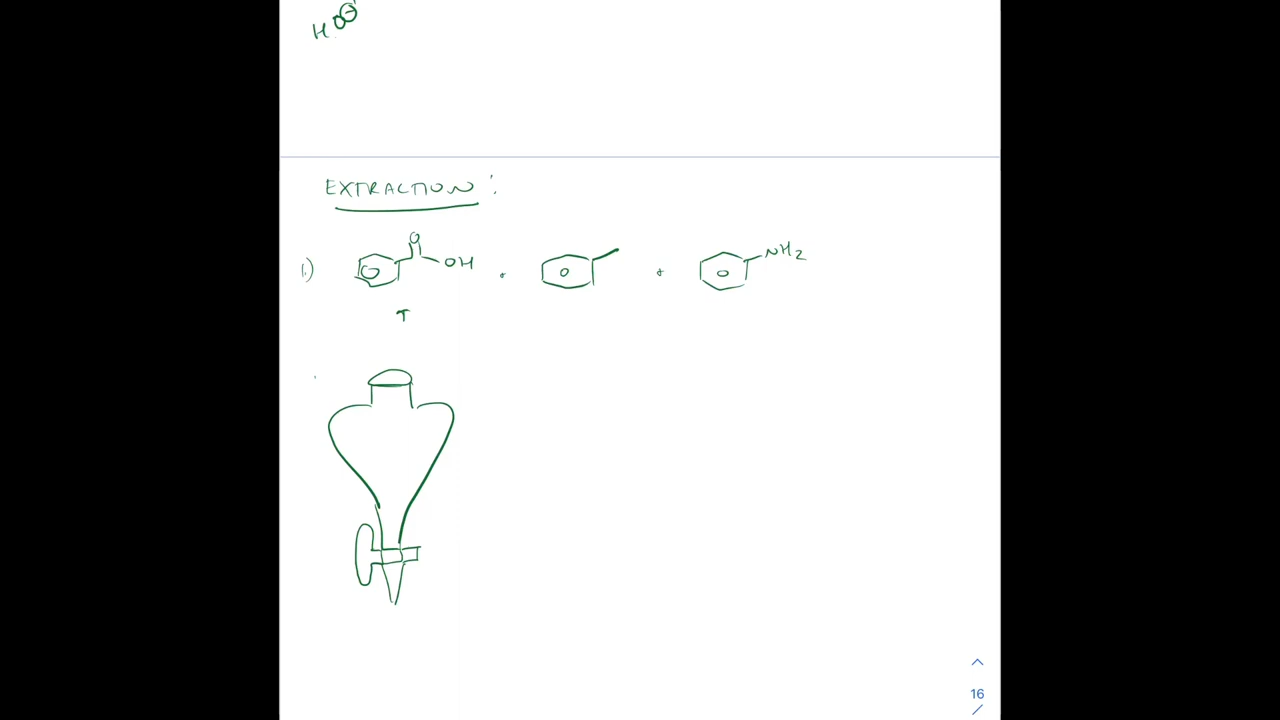 HO⊖
EXTRACTION:
1.) O OH + + NH2
+
16